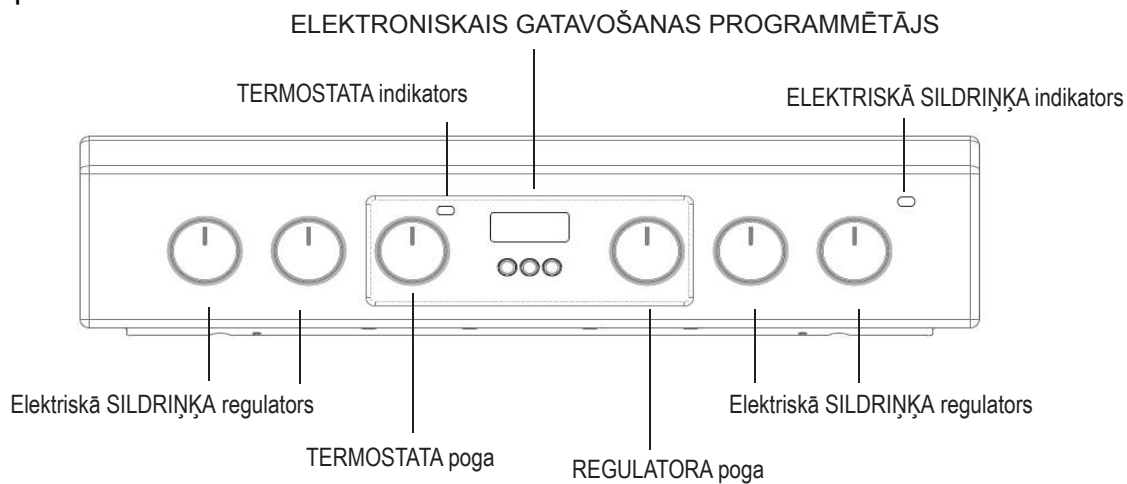 ELEKTRONISKAIS GATAVOŠANAS PROGRAMMĒTĀJS
TERMOSTATA indikators
ELEKTRISKĀ SILDRIŅĶA indikators
Elektriskā SILDRIŅĶA regulators
Elektriskā SILDRIŅĶA regulators
TERMOSTATA poga
REGULATORA poga